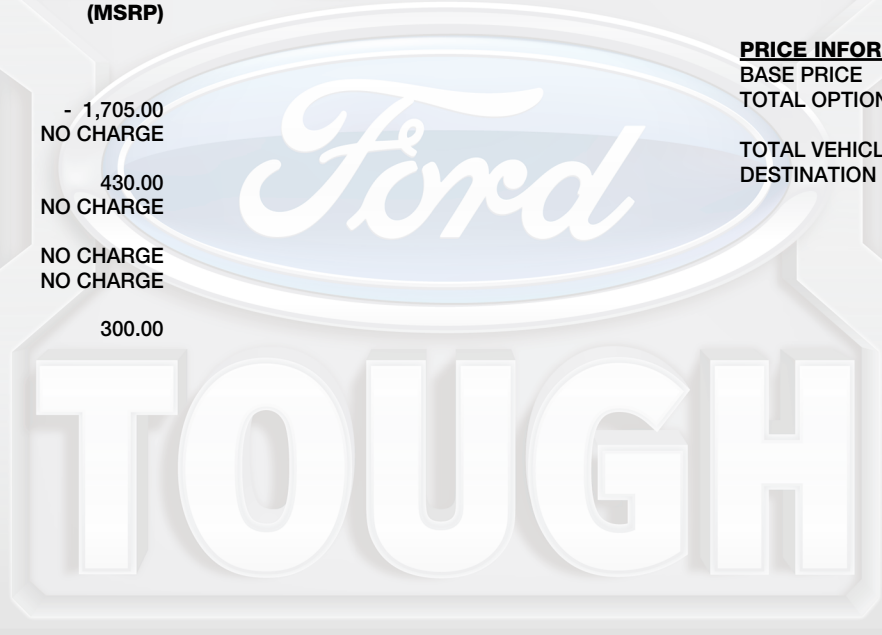 (MSRP)
- 1,705.00
NO CHARGE
430.00
NO CHARGE
NO CHARGE
NO CHARGE
300.00
PRICE INFOR
BASE PRICE
TOTAL OPTION
TOTAL VEHICL
DESTINATION
Ford
TOUGH